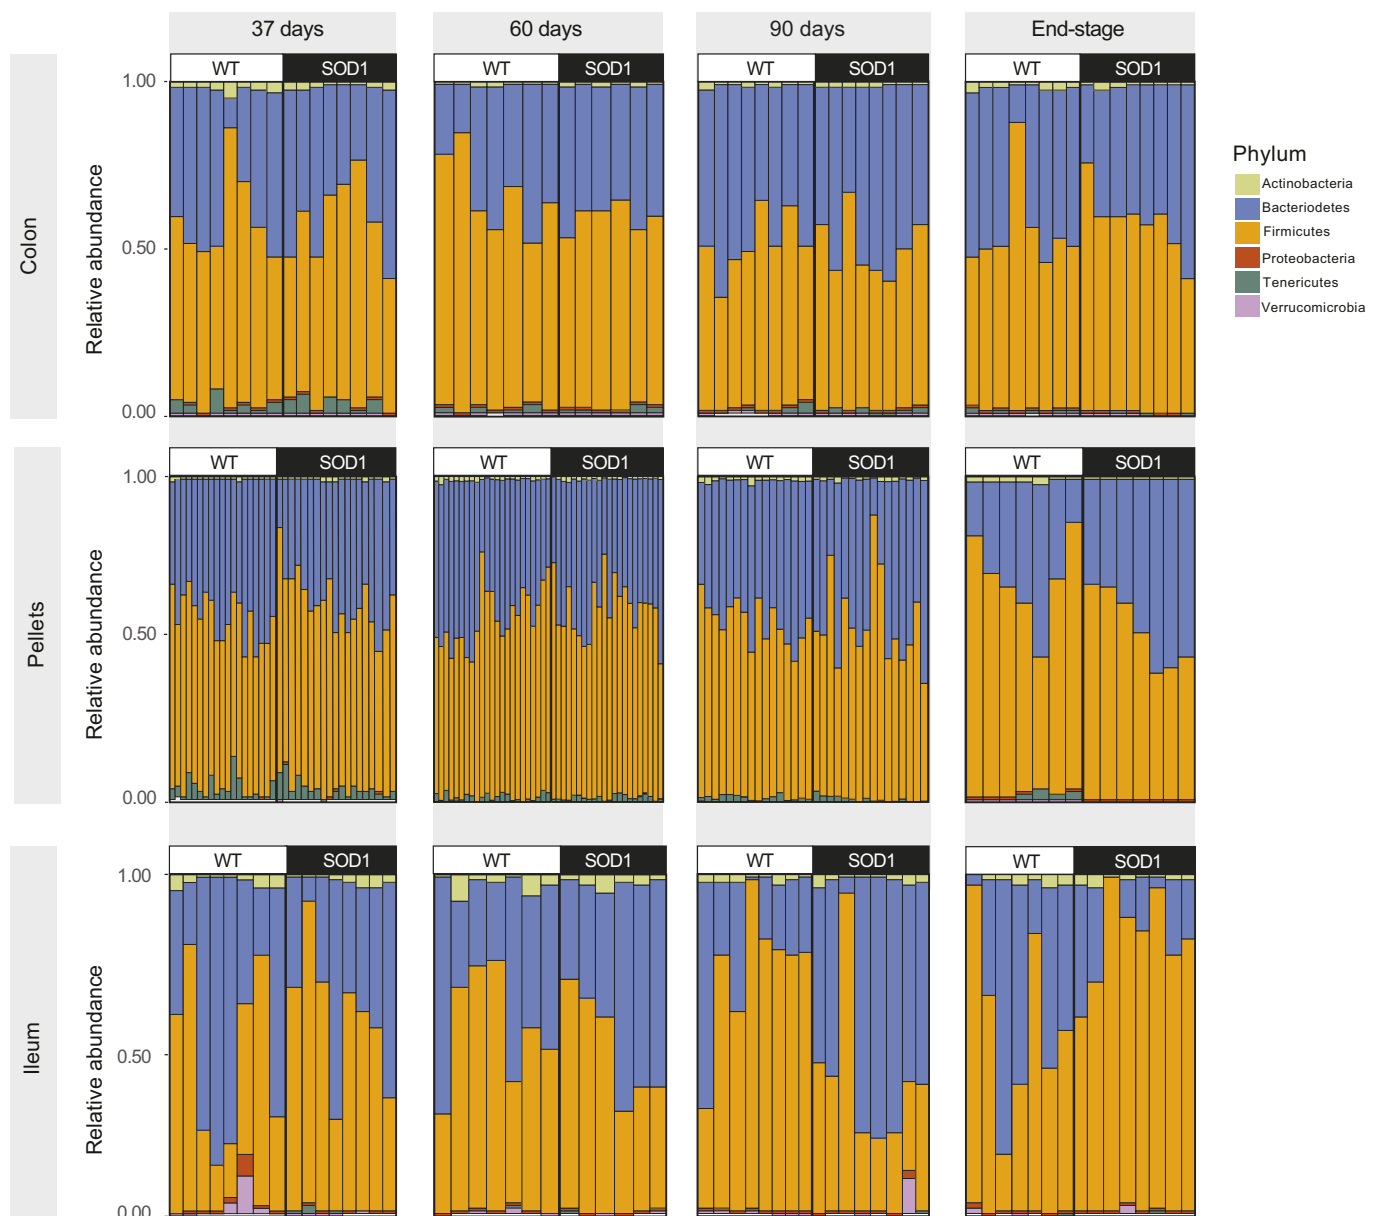 37 days
60 days
90 days
End-stage
WT
SOD1
WT
SOD1
WT
SOD1
WT
SOD1
Colon
Relative abundance
1.00
0.50
0.00
Phylum
Actinobacteria
Bacteriodetes
Firmicutes
Proteobacteria
Tenericutes
Verrucomicrobia
WT
SOD1
WT
SOD1
WT
SOD1
WT
SOD1
Pellets
Relative abundance
1.00
0.50
0.00
WT
SOD1
WT
SOD1
WT
SOD1
WT
SOD1
Ileum
Relative abundance
1.00
0.50
0.00